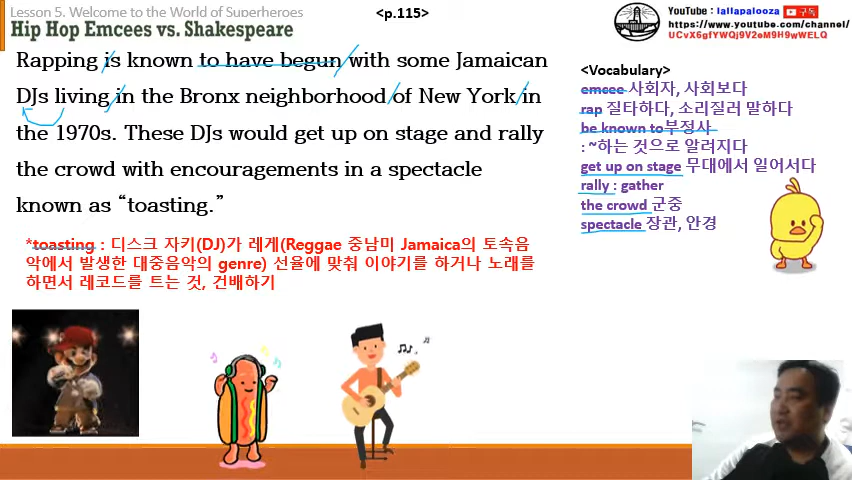 Lesson 5. Welcome to the World of Superheroes
<p.115>
Hip Hop Emcees vs. Shakespeare
YouTube : lallapalooza 구독
https://www.youtube.com/channel/
UCvX6gfYWQj9V2eM9H9wWELQ
Rapping is known to have begun with some Jamaican
DJs living in the Bronx neighborhood of New York in
the 1970s. These DJs would get up on stage and rally
the crowd with encouragements in a spectacle
known as “toasting.”
*toasting : 디스크 자키(DJ)가 레게(Reggae 중남미 Jamaica의 토속음
악에서 발생한 대중음악의 genre) 선율에 맞춰 이야기를 하거나 노래를
하면서 레코드를 트는 것, 건배하기
<Vocabulary>
emcee 사회자, 사회보다
rap 질타하다, 소리질러 말하다
be known to부정사
: ~하는 것으로 알려지다
get up on stage 무대에서 일어서다
rally : gather
the crowd 군중
spectacle 장관, 안경